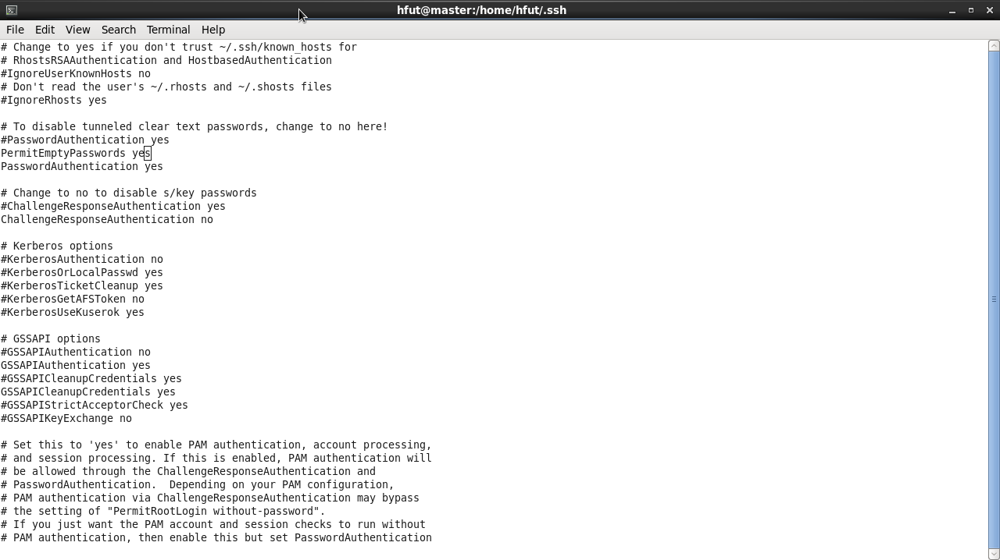 hfut@master:/home/hfut/.ssh
File Edit View Search Terminal Help
# Change to yes if you don't trust ~/.ssh/known_hosts for
# RhostsRSAAuthentication and HostbasedAuthentication
#IgnoreUserKnownHosts no
# Don't read the user's ~/.rhosts and ~/.shosts files
#IgnoreRhosts yes

# To disable tunneled clear text passwords, change to no here!
#PasswordAuthentication yes
PermitEmptyPasswords yes
PasswordAuthentication yes

# Change to no to disable s/key passwords
#ChallengeResponseAuthentication yes
ChallengeResponseAuthentication no

# Kerberos options
#KerberosAuthentication no
#KerberosOrLocalPasswd yes
#KerberosTicketCleanup yes
#KerberosGetAFSToken no
#KerberosUseKuserok yes

# GSSAPI options
#GSSAPIAuthentication no
GSSAPIAuthentication yes
#GSSAPICleanupCredentials yes
GSSAPICleanupCredentials yes
#GSSAPIStrictAcceptorCheck yes
#GSSAPIKeyExchange no

# Set this to 'yes' to enable PAM authentication, account processing,
# and session processing. If this is enabled, PAM authentication will
# be allowed through the ChallengeResponseAuthentication and
# PasswordAuthentication.  Depending on your PAM configuration,
# PAM authentication via ChallengeResponseAuthentication may bypass
# the setting of "PermitRootLogin without-password".
# If you just want the PAM account and session checks to run without
# PAM authentication, then enable this but set PasswordAuthentication